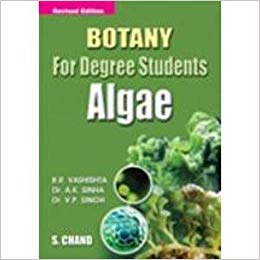 Revised Edition
BOTANY
For Degree Students
Algae
B.R. VASHISHTA
Dr. A.K. SINHA
Dr. V.P. SINGH
S. CHAND